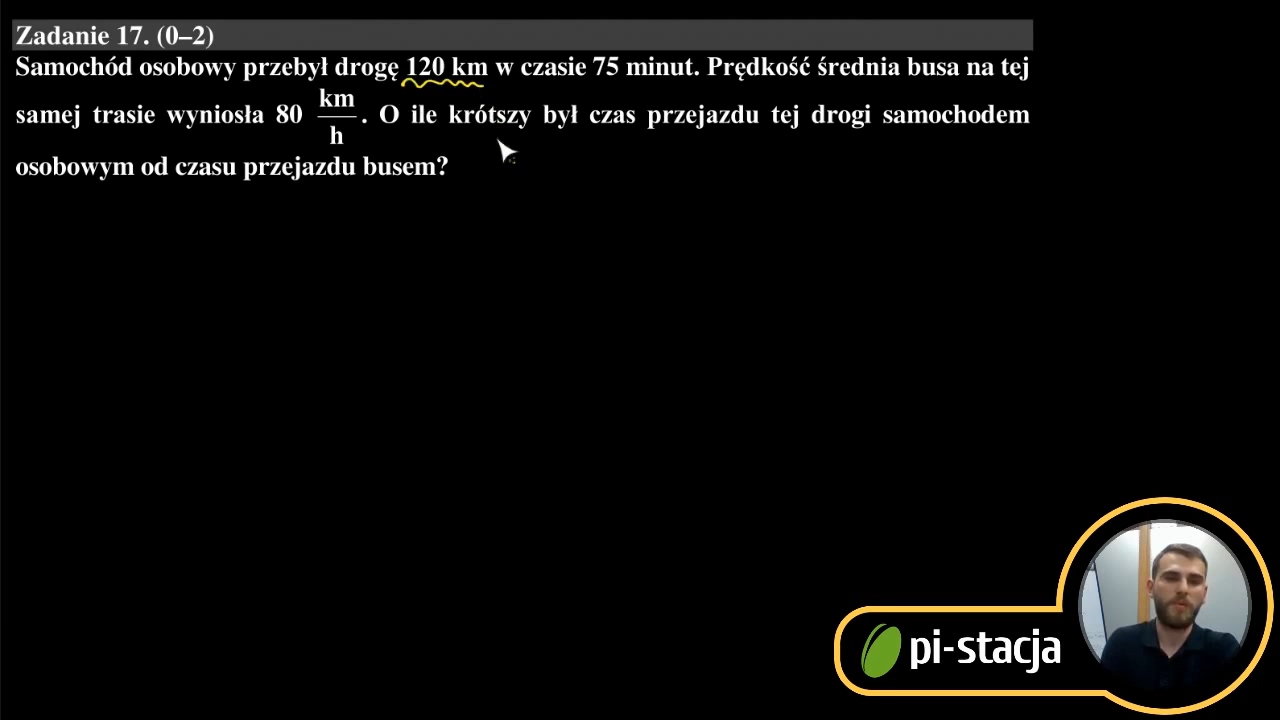 Zadanie 17. (0–2)
Samochód osobowy przebył drogę 120 km w czasie 75 minut. Prędkość średnia busa na tej
samej trasie wyniosła 80 km/h. O ile krótszy był czas przejazdu tej drogi samochodem
osobowym od czasu przejazdu busem?
pi-stacja